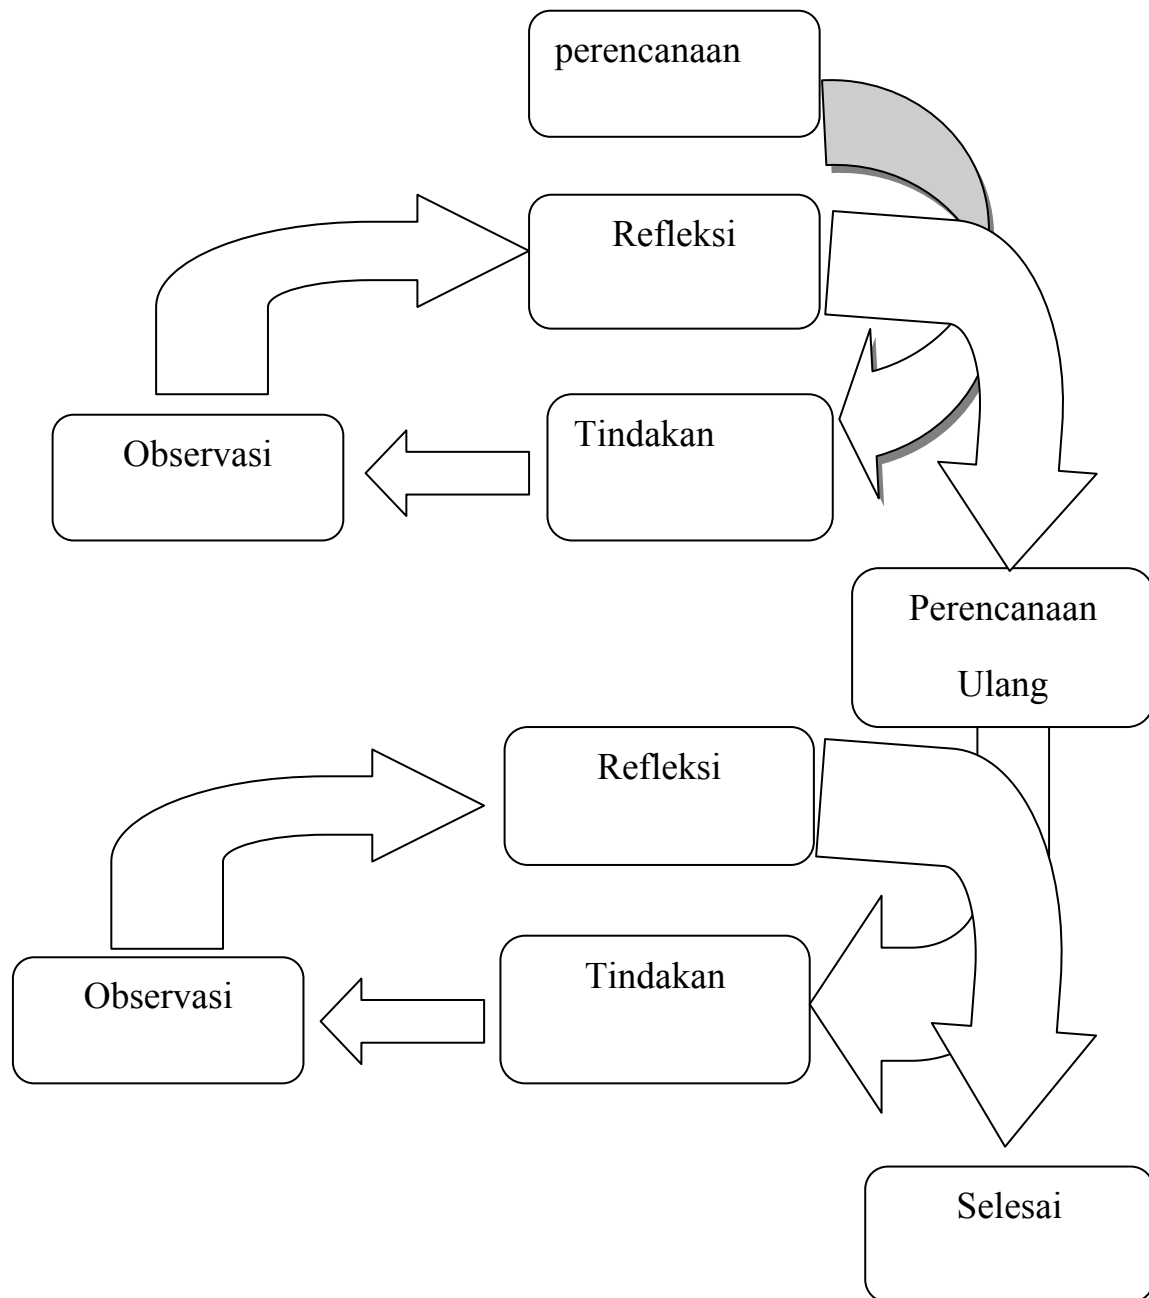 perencanaan
Refleksi
Tindakan
Observasi
Perencanaan
Ulang
Refleksi
Tindakan
Observasi
Selesai